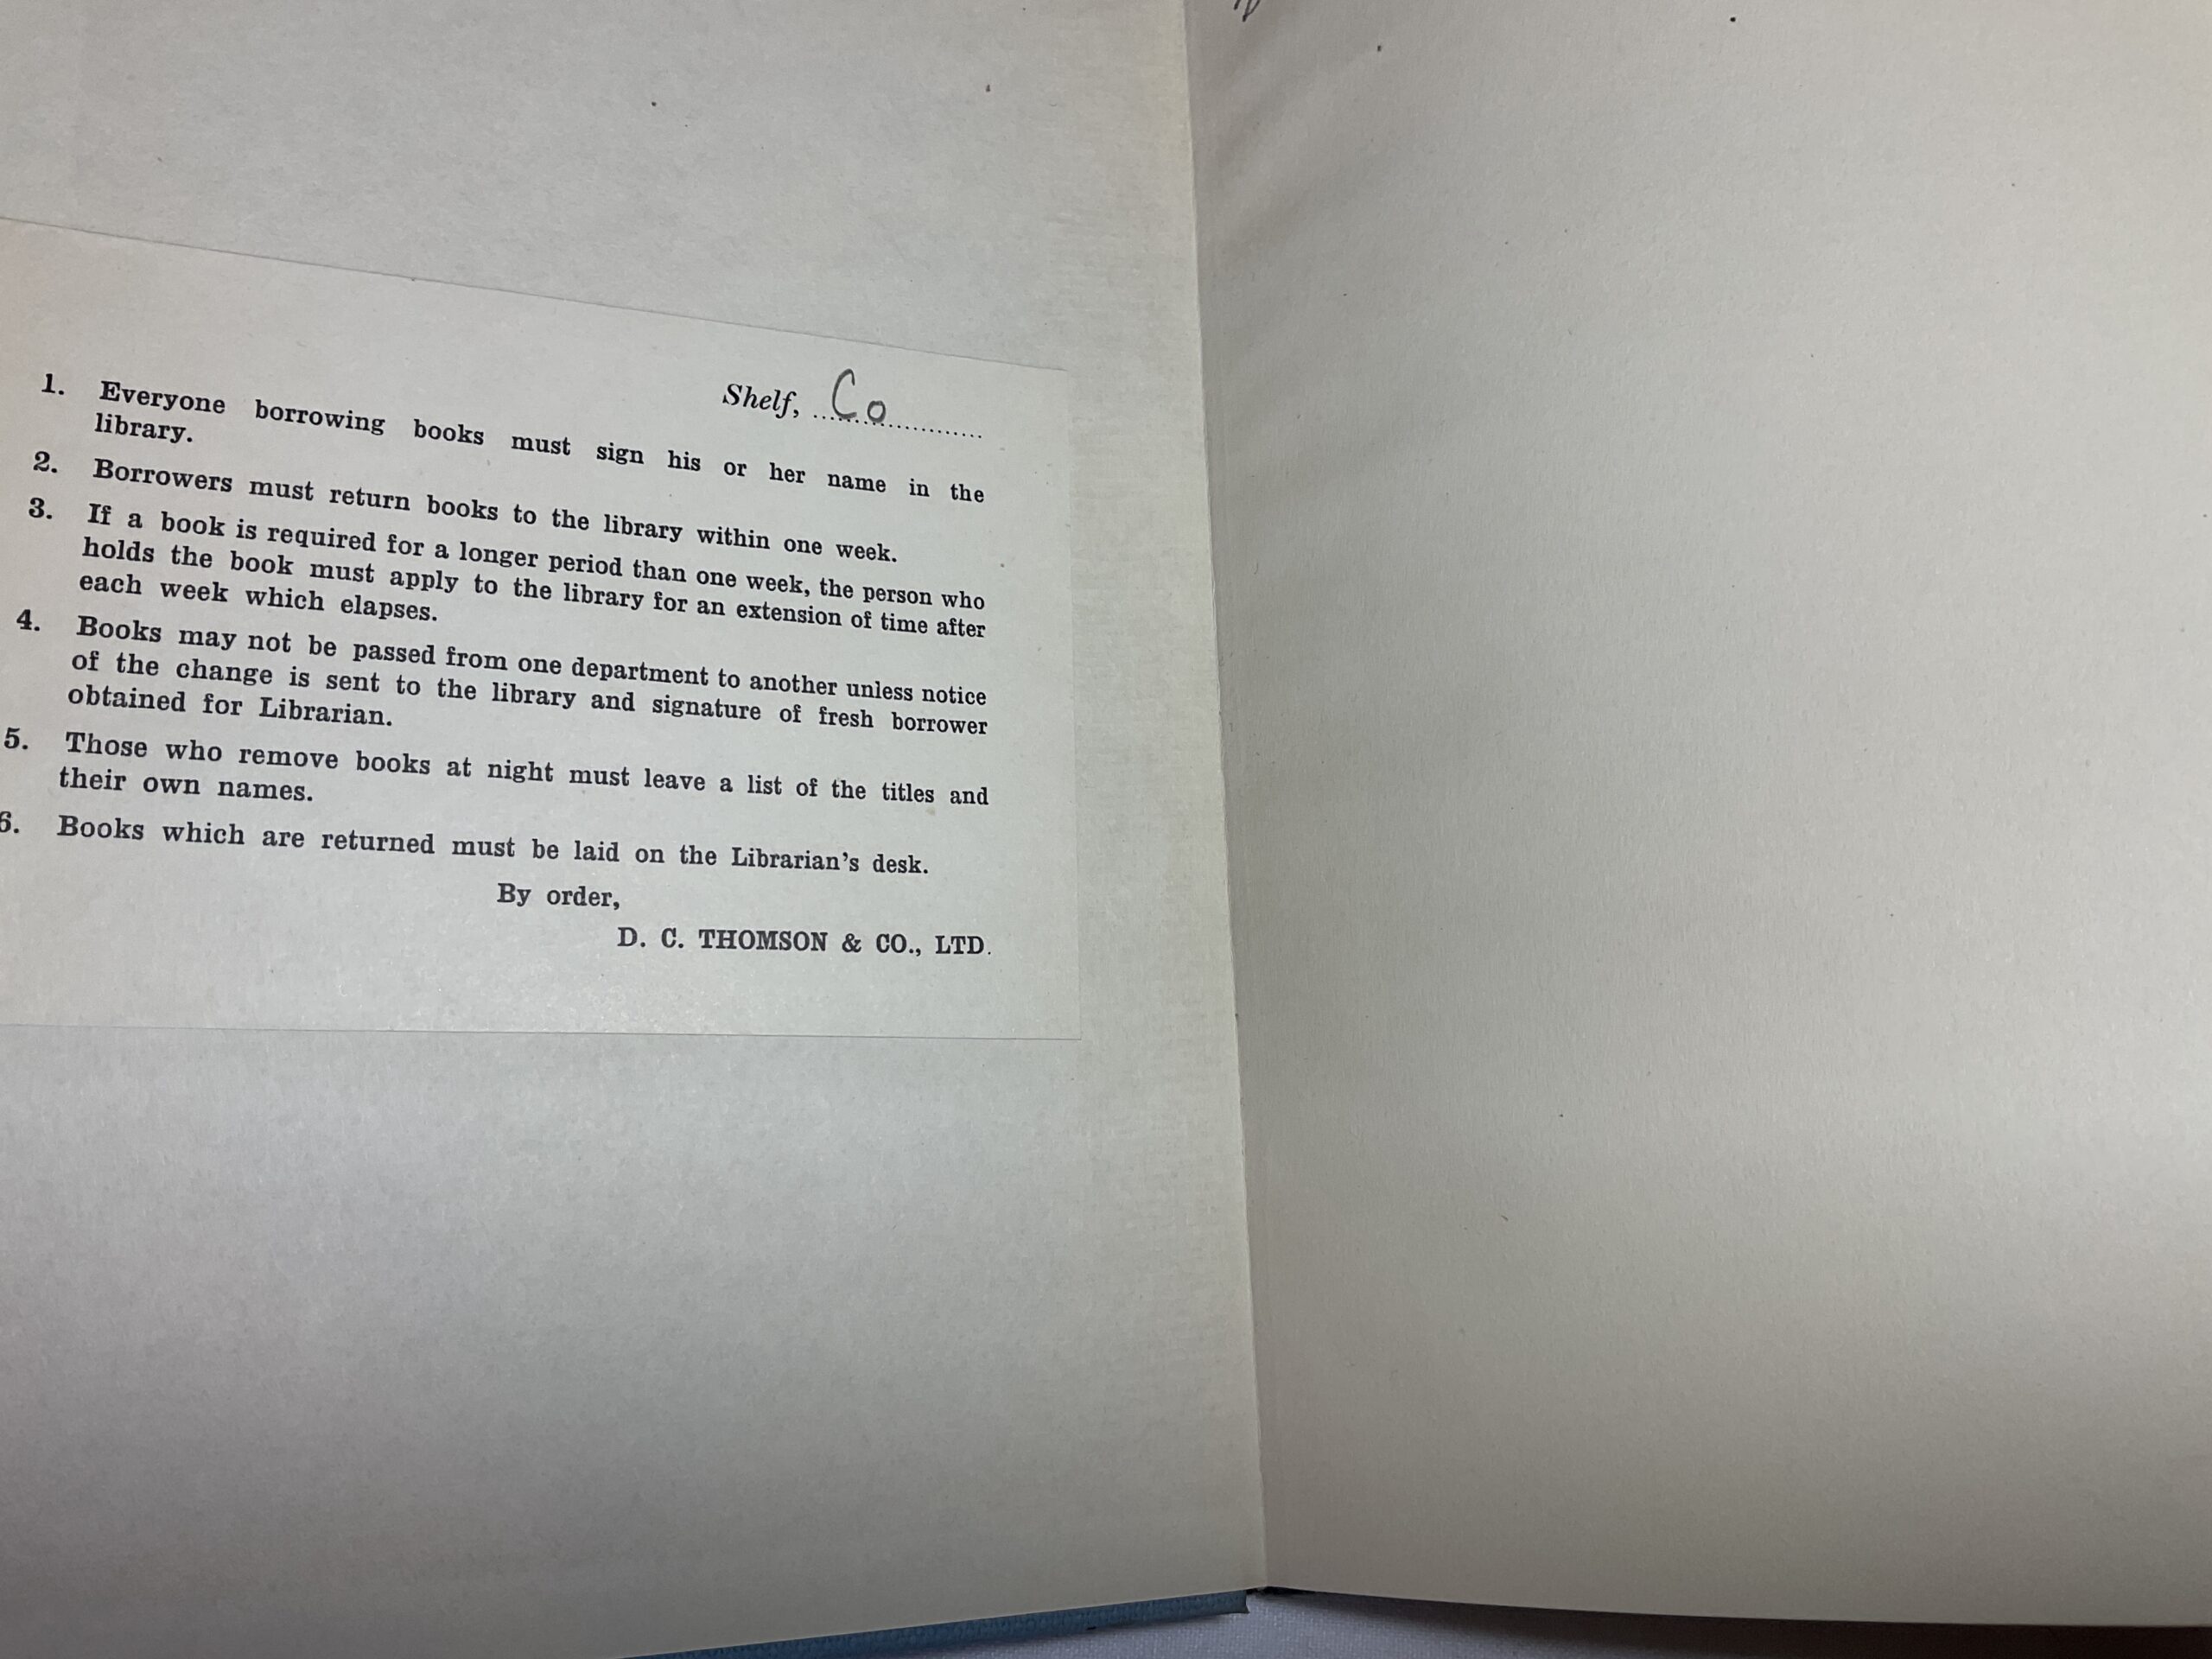 Shelf, Co
1. Everyone borrowing books must sign his or her name in the
library.
2. Borrowers must return books to the library within one week.
3. If a book is required for a longer period than one week, the person who
holds the book must apply to the library for an extension of time after
each week which elapses.
4. Books may not be passed from one department to another unless notice
of the change is sent to the library and signature of fresh borrower
obtained for Librarian.
5. Those who remove books at night must leave a list of the titles and
their own names.
6. Books which are returned must be laid on the Librarian's desk.
By order,
D. C. THOMSON & CO., LTD.